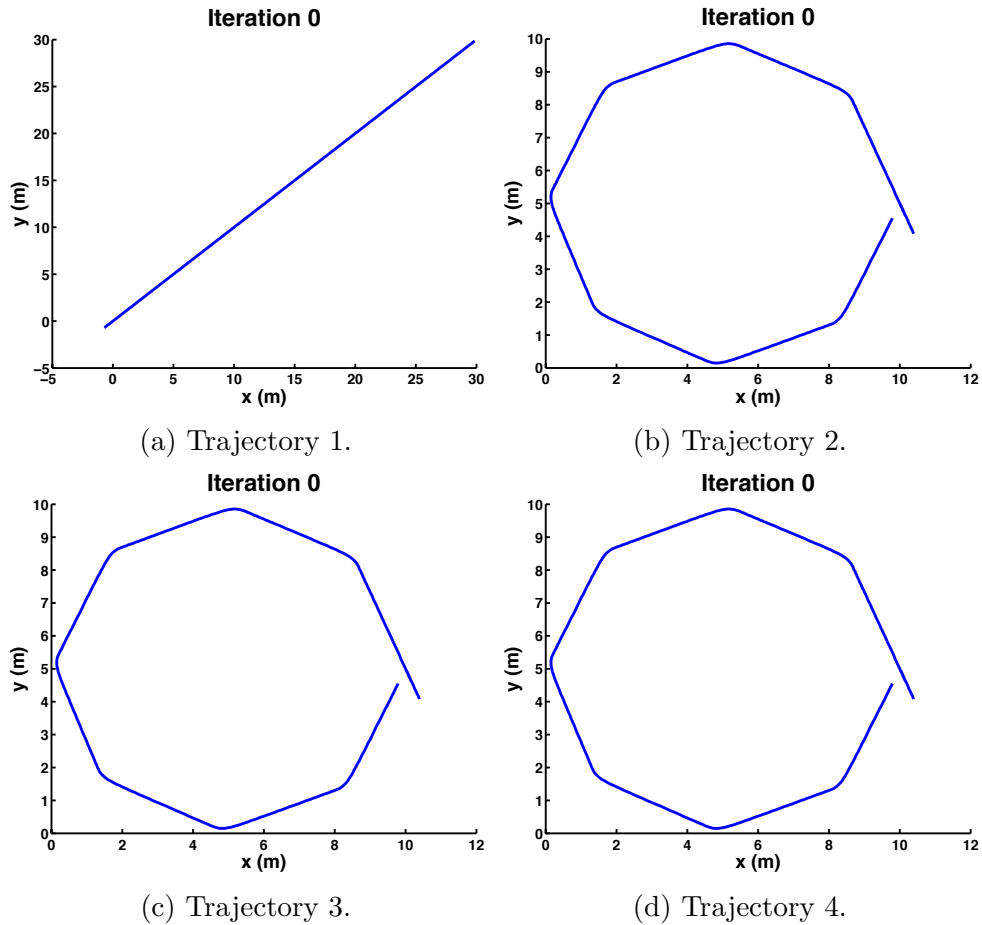 Iteration 0
30
25
20
15
10
5
0
−5
−5 0 5 10 15 20 25 30
y (m)
x (m)
(a) Trajectory 1.
Iteration 0
10
9
8
7
6
5
4
3
2
1
0
0 2 4 6 8 10 12
y (m)
x (m)
(b) Trajectory 2.
Iteration 0
10
9
8
7
6
5
4
3
2
1
0
0 2 4 6 8 10 12
y (m)
x (m)
(c) Trajectory 3.
Iteration 0
10
9
8
7
6
5
4
3
2
1
0
0 2 4 6 8 10 12
y (m)
x (m)
(d) Trajectory 4.